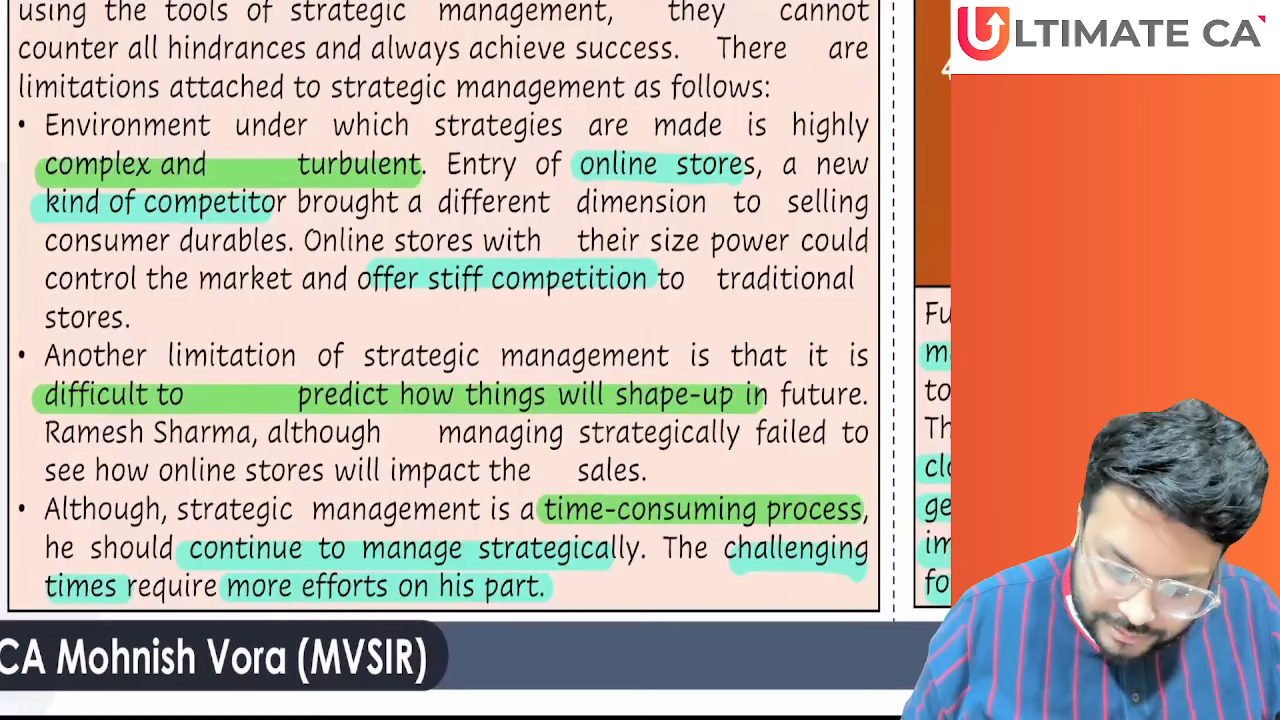 using the tools of strategic management, they cannot
counter all hindrances and always achieve success. There are
limitations attached to strategic management as follows:
• Environment under which strategies are made is highly
complex and turbulent. Entry of online stores, a new
kind of competitor brought a different dimension to selling
consumer durables. Online stores with their size power could
control the market and offer stiff competition to traditional
stores.
• Another limitation of strategic management is that it is
difficult to predict how things will shape-up in future.
Ramesh Sharma, although managing strategically failed to
see how online stores will impact the sales.
• Although, strategic management is a time-consuming process,
he should continue to manage strategically. The challenging
times require more efforts on his part.
CA Mohnish Vora (MVSIR)
ULTIMATE CA
Fu
m
to
Th
cl
ge
im
fo